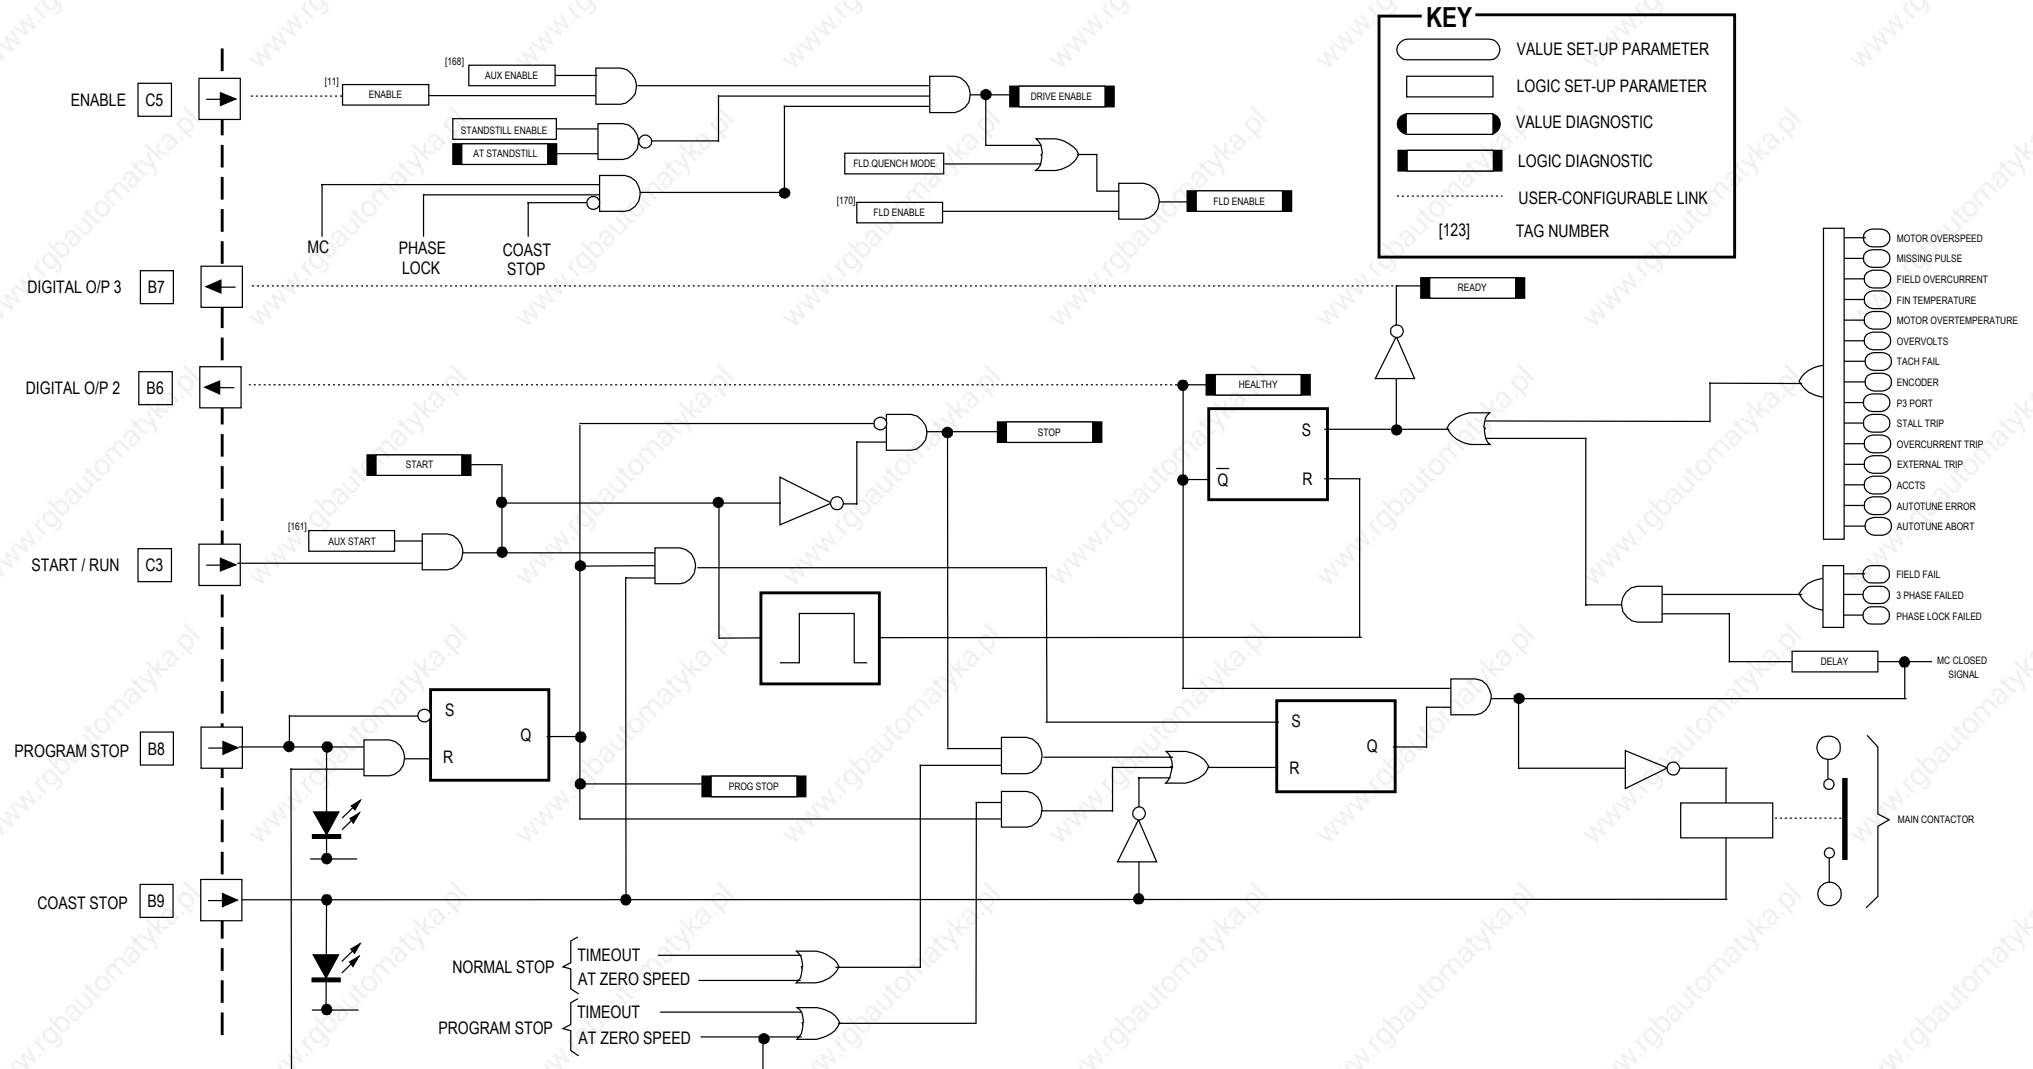 KEY
VALUE SET-UP PARAMETER
LOGIC SET-UP PARAMETER
VALUE DIAGNOSTIC
LOGIC DIAGNOSTIC
USER-CONFIGURABLE LINK
[123] TAG NUMBER
ENABLE C5
[11] ENABLE
[168] AUX ENABLE
STANDSTILL ENABLE
AT STANDSTILL
DRIVE ENABLE
FLD.QUENCH MODE
[170] FLD ENABLE
FLD ENABLE
MC
PHASE
LOCK
COAST
STOP
DIGITAL O/P 3 B7
READY
DIGITAL O/P 2 B6
HEALTHY
S
Q
R
STOP
START
[161] AUX START
START / RUN C3
MOTOR OVERSPEED
MISSING PULSE
FIELD OVERCURRENT
FIN TEMPERATURE
MOTOR OVERTEMPERATURE
OVERVOLTS
TACH FAIL
ENCODER
P3 PORT
STALL TRIP
OVERCURRENT TRIP
EXTERNAL TRIP
ACCTS
AUTOTUNE ERROR
AUTOTUNE ABORT
FIELD FAIL
3 PHASE FAILED
PHASE LOCK FAILED
DELAY
MC CLOSED
SIGNAL
PROGRAM STOP B8
S
Q
R
PROG STOP
S
Q
R
MAIN CONTACTOR
COAST STOP B9
NORMAL STOP
TIMEOUT
AT ZERO SPEED
PROGRAM STOP
TIMEOUT
AT ZERO SPEED
www.rgbautomatyka.pl